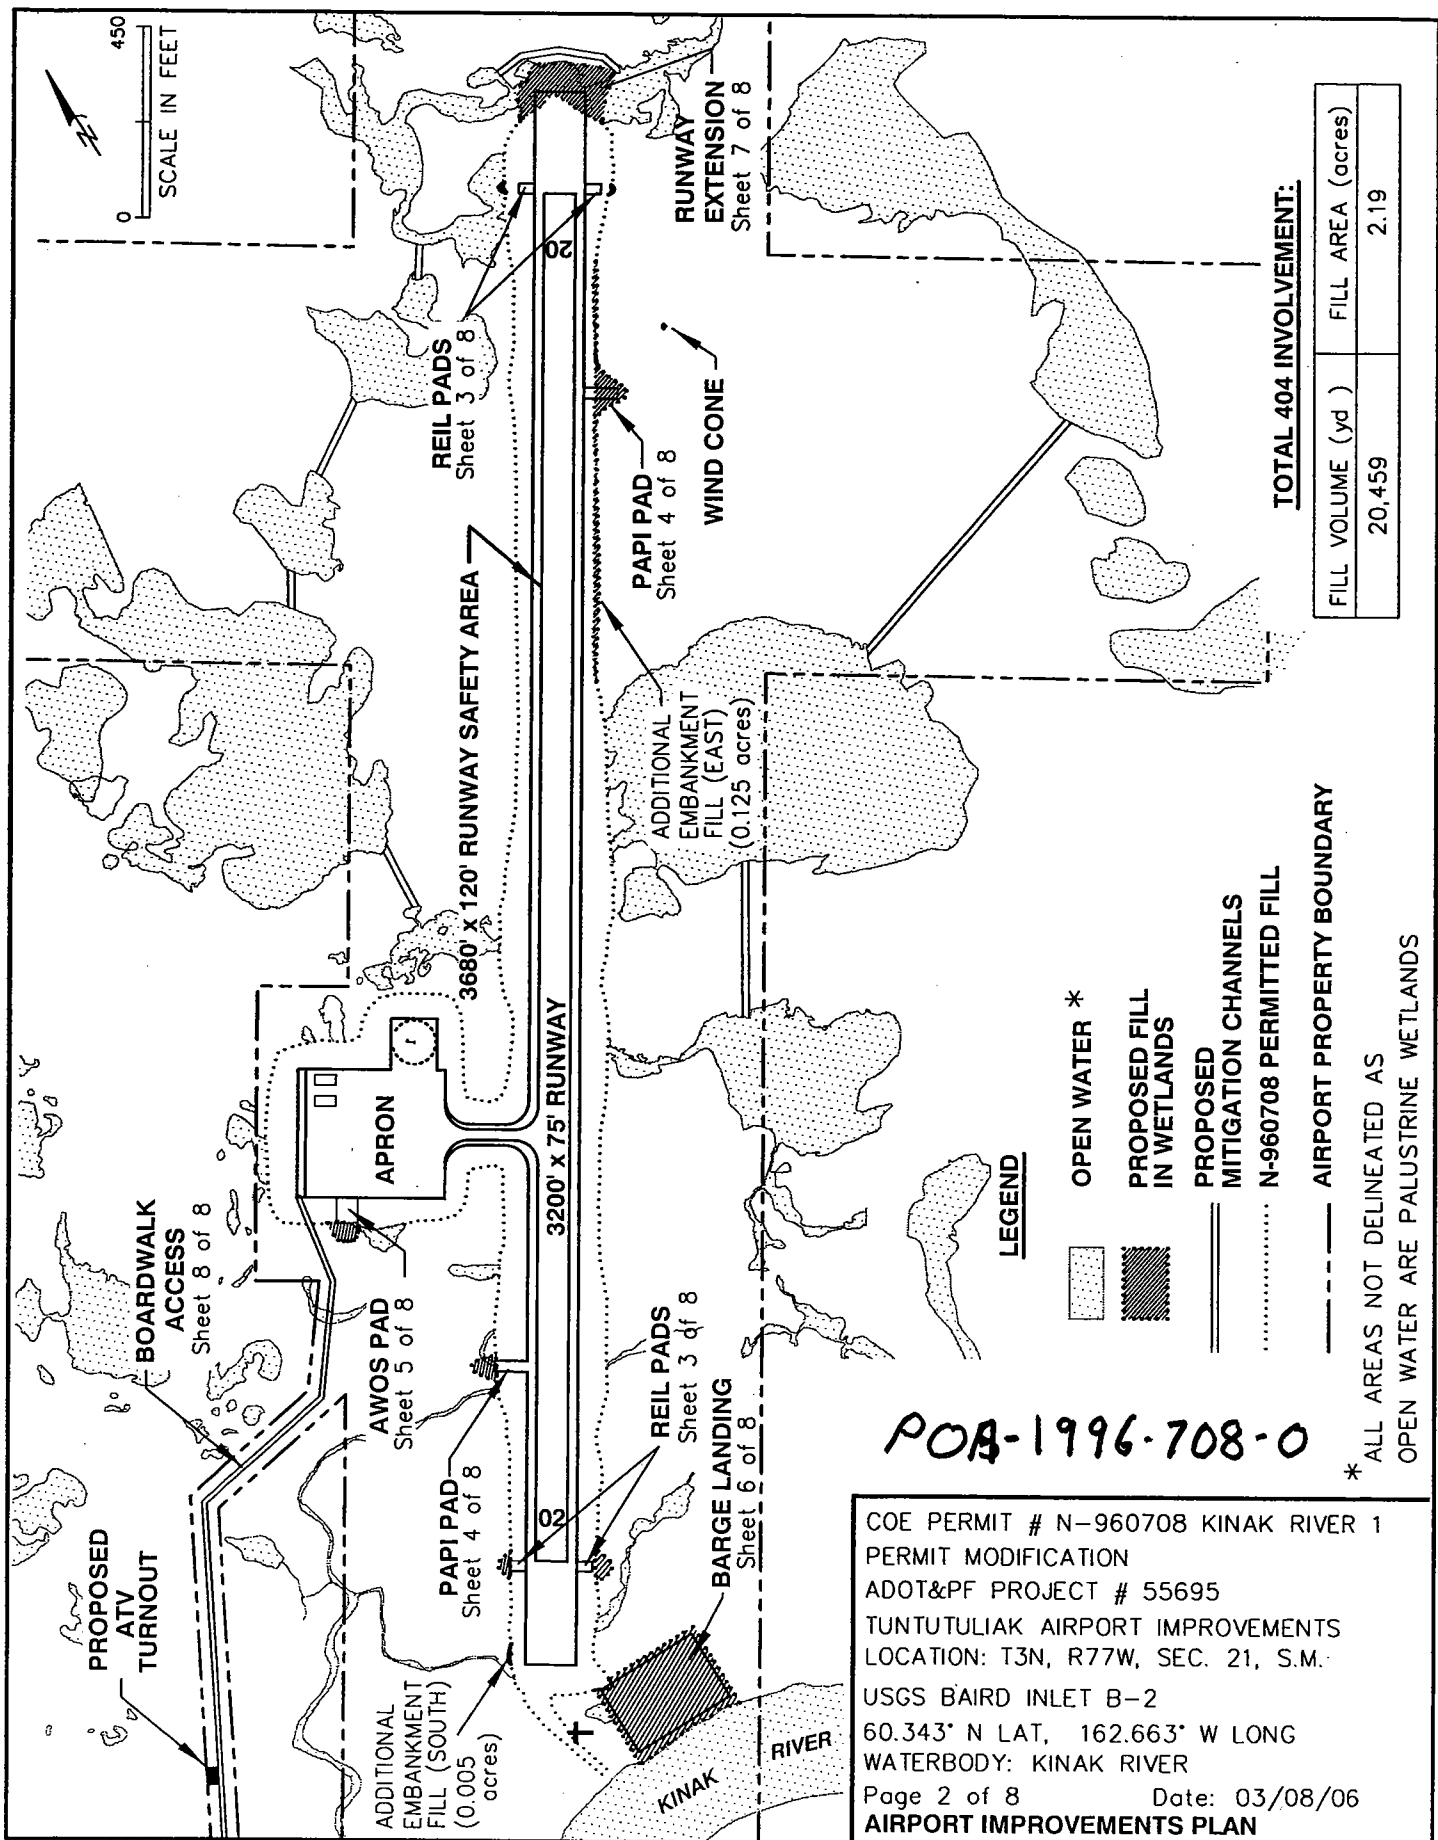 450
0
SCALE IN FEET
N
RUNWAY
EXTENSION
Sheet 7 of 8
REIL PADS
Sheet 3 of 8
20
WIND CONE
PAPI PAD
Sheet 4 of 8
3680' x 120' RUNWAY SAFETY AREA
ADDITIONAL
EMBANKMENT
FILL (EAST)
(0.125 acres)
3200' x 75' RUNWAY
APRON
BOARDWALK
ACCESS
Sheet 8 of 8
AWOS PAD
Sheet 5 of 8
PAPI PAD
Sheet 4 of 8
REIL PADS
Sheet 3 of 8
02
BARGE LANDING
Sheet 6 of 8
PROPOSED
ATV
TURNOUT
ADDITIONAL
EMBANKMENT
FILL (SOUTH)
(0.005
acres)
KINAK
RIVER
TOTAL 404 INVOLVEMENT:
FILL VOLUME (yd )
FILL AREA (acres)
20,459
2.19
LEGEND
OPEN WATER *
PROPOSED FILL
IN WETLANDS
PROPOSED
MITIGATION CHANNELS
N-960708 PERMITTED FILL
AIRPORT PROPERTY BOUNDARY
* ALL AREAS NOT DELINEATED AS
OPEN WATER ARE PALUSTRINE WETLANDS
POA-1996-708-O
COE PERMIT # N-960708 KINAK RIVER 1
PERMIT MODIFICATION
ADOT&PF PROJECT # 55695
TUNTUTULIAK AIRPORT IMPROVEMENTS
LOCATION: T3N, R77W, SEC. 21, S.M.
USGS BAIRD INLET B-2
60.343° N LAT, 162.663° W LONG
WATERBODY: KINAK RIVER
Page 2 of 8 Date: 03/08/06
AIRPORT IMPROVEMENTS PLAN